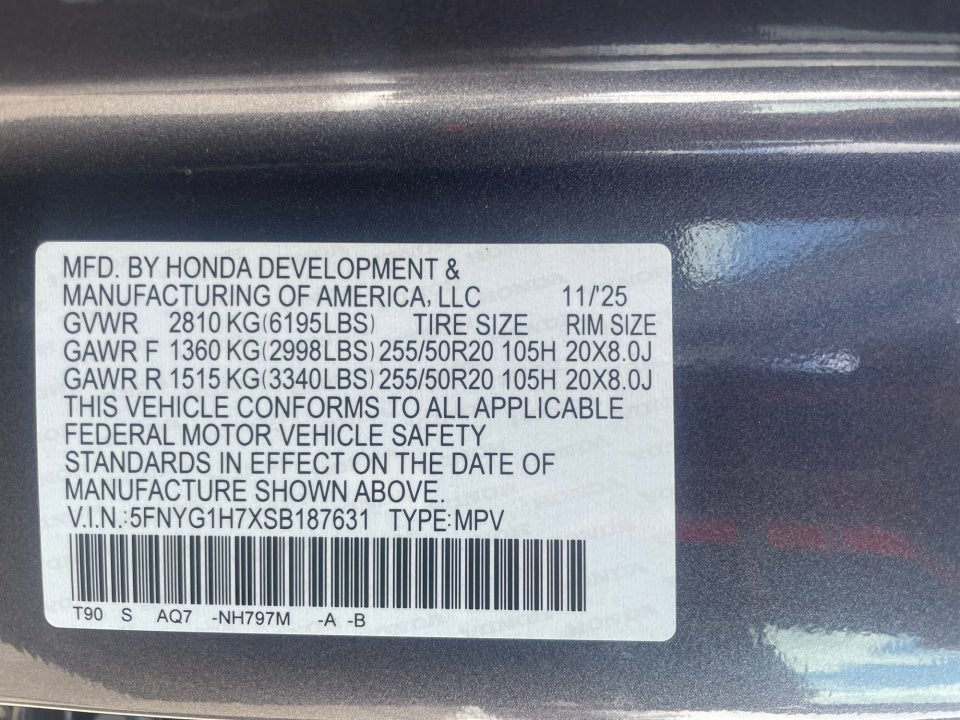 MFD. BY HONDA DEVELOPMENT &
MANUFACTURING OF AMERICA, LLC 11/'25
GVWR 2810 KG(6195LBS) TIRE SIZE RIM SIZE
GAWR F 1360 KG(2998LBS) 255/50R20 105H 20X8.0J
GAWR R 1515 KG(3340LBS) 255/50R20 105H 20X8.0J
THIS VEHICLE CONFORMS TO ALL APPLICABLE
FEDERAL MOTOR VEHICLE SAFETY
STANDARDS IN EFFECT ON THE DATE OF
MANUFACTURE SHOWN ABOVE.
V.I.N.:5FNYG1H7XSB187631 TYPE:MPV
T90 S AQ7 -NH797M -A -B